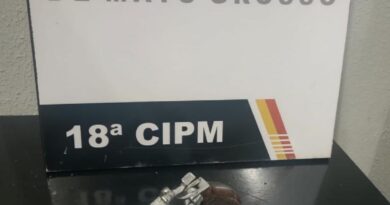 DE MATO GROSSO
18ª CIPM